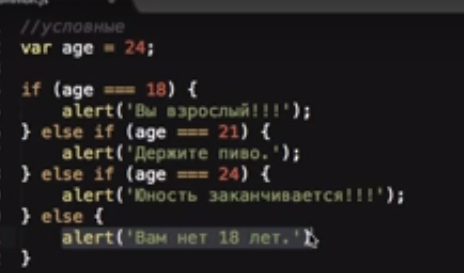 //условные
var age = 24;
if (age === 18) {
alert('Вы взрослый!!!');
} else if (age === 21) {
alert('Держите пиво.');
} else if (age === 24) {
alert('Юность заканчивается!!!');
} else {
alert('Вам нет 18 лет.')
}